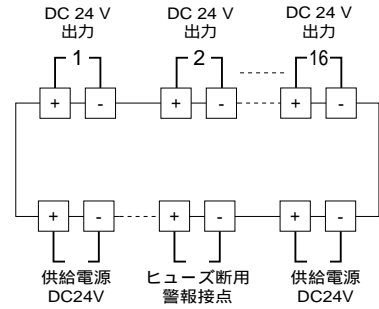 DC 24 V DC 24 V DC 24 V
出力 出力 出力
1 2 16
+ - + - + -
+ - + - + -
供給電源 ヒューズ断用 供給電源
DC24V 警報接点 DC24V